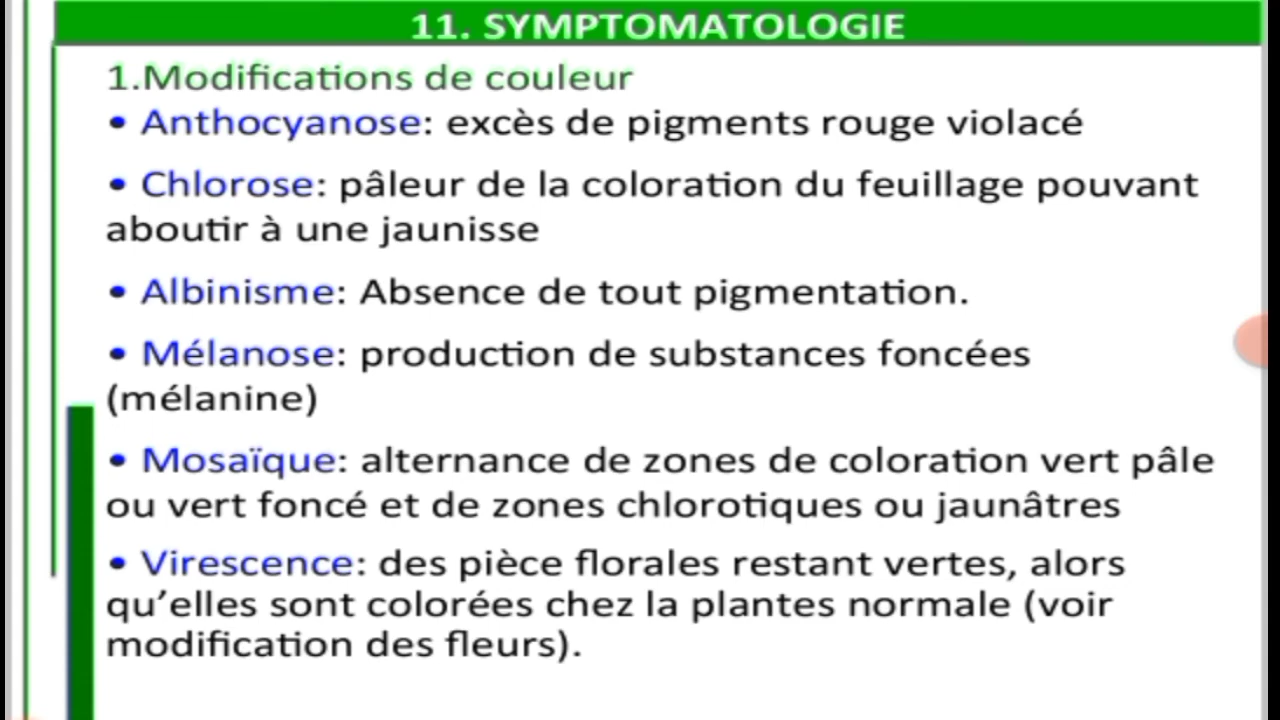 11. SYMPTOMATOLOGIE
1.Modifications de couleur
• Anthocyanose: excès de pigments rouge violacé
• Chlorose: pâleur de la coloration du feuillage pouvant
aboutir à une jaunisse
• Albinisme: Absence de tout pigmentation.
• Mélanose: production de substances foncées
(mélanine)
• Mosaïque: alternance de zones de coloration vert pâle
ou vert foncé et de zones chlorotiques ou jaunâtres
• Virescence: des pièce florales restant vertes, alors
qu’elles sont colorées chez la plantes normale (voir
modification des fleurs).